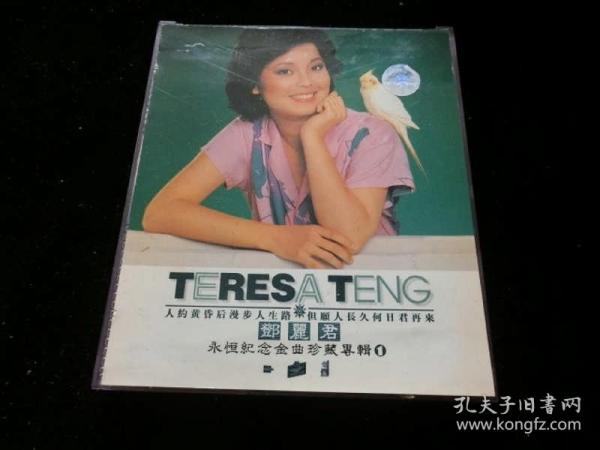 TERESA TENG
人約黃昏后漫步人生路 但願人長久何日君再來
鄧麗君
永恒紀念金曲珍藏專輯 1
孔夫子旧书网
www.kongfz.com